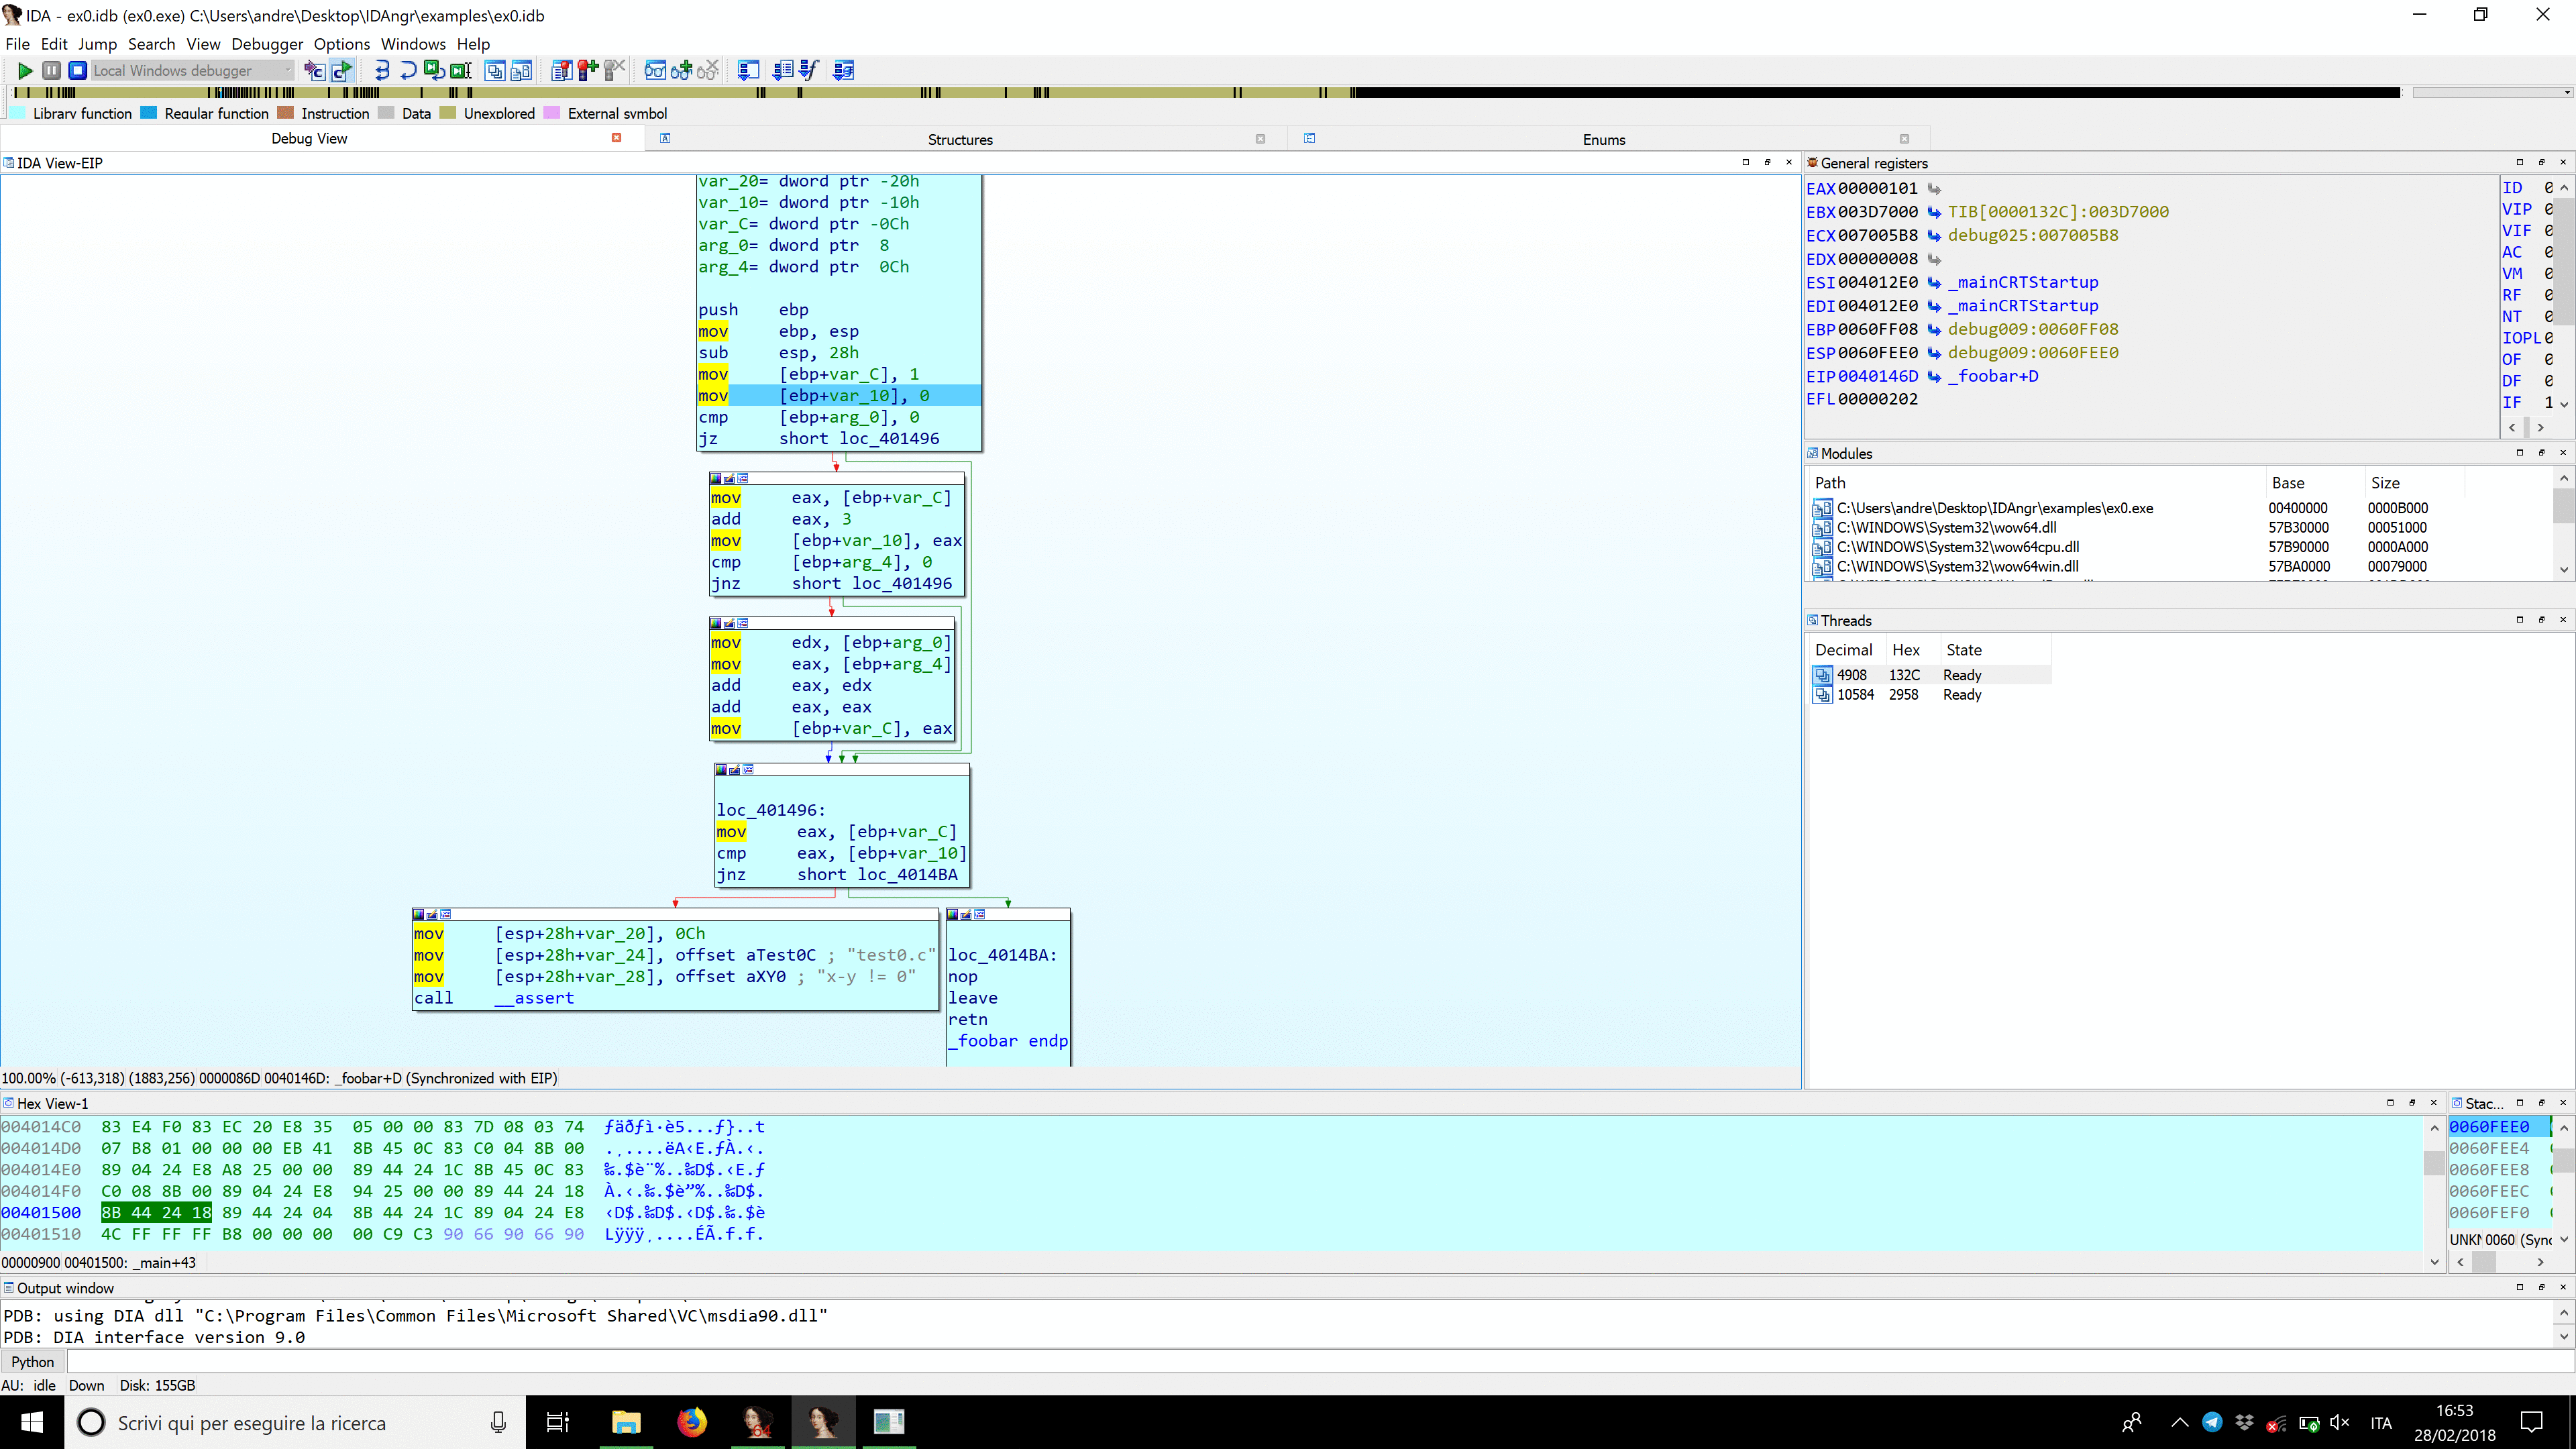 IDA - ex0.idb (ex0.exe) C:\Users\andre\Desktop\IDAngr\examples\ex0.idb
File Edit Jump Search View Debugger Options Windows Help
Local Windows debugger
Library function Regular function Instruction Data Unexplored External symbol
Debug View Structures Enums
IDA View-EIP
var_20= dword ptr -20h
var_10= dword ptr -10h
var_C= dword ptr -0Ch
arg_0= dword ptr 8
arg_4= dword ptr 0Ch
push ebp
mov ebp, esp
sub esp, 28h
mov [ebp+var_C], 1
mov [ebp+var_10], 0
cmp [ebp+arg_0], 0
jz short loc_401496
mov eax, [ebp+var_C]
add eax, 3
mov [ebp+var_10], eax
cmp [ebp+arg_4], 0
jnz short loc_401496
mov edx, [ebp+arg_0]
mov eax, [ebp+arg_4]
add eax, edx
add eax, eax
mov [ebp+var_C], eax
loc_401496:
mov eax, [ebp+var_C]
cmp eax, [ebp+var_10]
jnz short loc_4014BA
mov [esp+28h+var_20], 0Ch
mov [esp+28h+var_24], offset aTest0C ; "test0.c"
mov [esp+28h+var_28], offset aXY0 ; "x-y != 0"
call __assert
loc_4014BA:
nop
leave
retn
_foobar endp
100.00% (-613,318) (1883,256) 0000086D 0040146D: _foobar+D (Synchronized with EIP)
General registers
EAX 00000101
EBX 003D7000 TIB[0000132C]:003D7000
ECX 007005B8 debug025:007005B8
EDX 00000008
ESI 004012E0 _mainCRTStartup
EDI 004012E0 _mainCRTStartup
EBP 0060FF08 debug009:0060FF08
ESP 0060FEE0 debug009:0060FEE0
EIP 0040146D _foobar+D
EFL 00000202
ID 0
VIP 0
VIF 0
AC 0
VM 0
RF 0
NT 0
IOPL 0
OF 0
DF 0
IF 1
Modules
Path Base Size
C:\Users\andre\Desktop\IDAngr\examples\ex0.exe 00400000 0000B000
C:\WINDOWS\System32\wow64.dll 57B30000 00051000
C:\WINDOWS\System32\wow64cpu.dll 57B90000 0000A000
C:\WINDOWS\System32\wow64win.dll 57BA0000 00079000
Threads
Decimal Hex State
4908 132C Ready
10584 2958 Ready
Hex View-1
004014C0 83 E4 F0 83 EC 20 E8 35 05 00 00 83 7D 08 03 74 ƒäðƒì·è5...ƒ}..t
004014D0 07 B8 01 00 00 00 EB 41 8B 45 0C 83 C0 04 8B 00 .¸....ëA‹E.ƒÀ.‹.
004014E0 89 04 24 E8 A8 25 00 00 89 44 24 1C 8B 45 0C 83 ‰.$è¨%..‰D$.‹E.ƒ
004014F0 C0 08 8B 00 89 04 24 E8 94 25 00 00 89 44 24 18 À.‹.‰.$è”%..‰D$.
00401500 8B 44 24 18 89 44 24 04 8B 44 24 1C 89 04 24 E8 ‹D$.‰D$.‹D$.‰.$è
00401510 4C FF FF FF B8 00 00 00 00 C9 C3 90 66 90 66 90 Lÿÿÿ¸....ÉÃ.f.f.
00000900 00401500: _main+43
Stac...
0060FEE0
0060FEE4
0060FEE8
0060FEEC
0060FEF0
UNKN 0060 (Sync
Output window
PDB: using DIA dll "C:\Program Files\Common Files\Microsoft Shared\VC\msdia90.dll"
PDB: DIA interface version 9.0
Python
AU: idle Down Disk: 155GB
Scrivi qui per eseguire la ricerca
64
ITA
16:53
28/02/2018